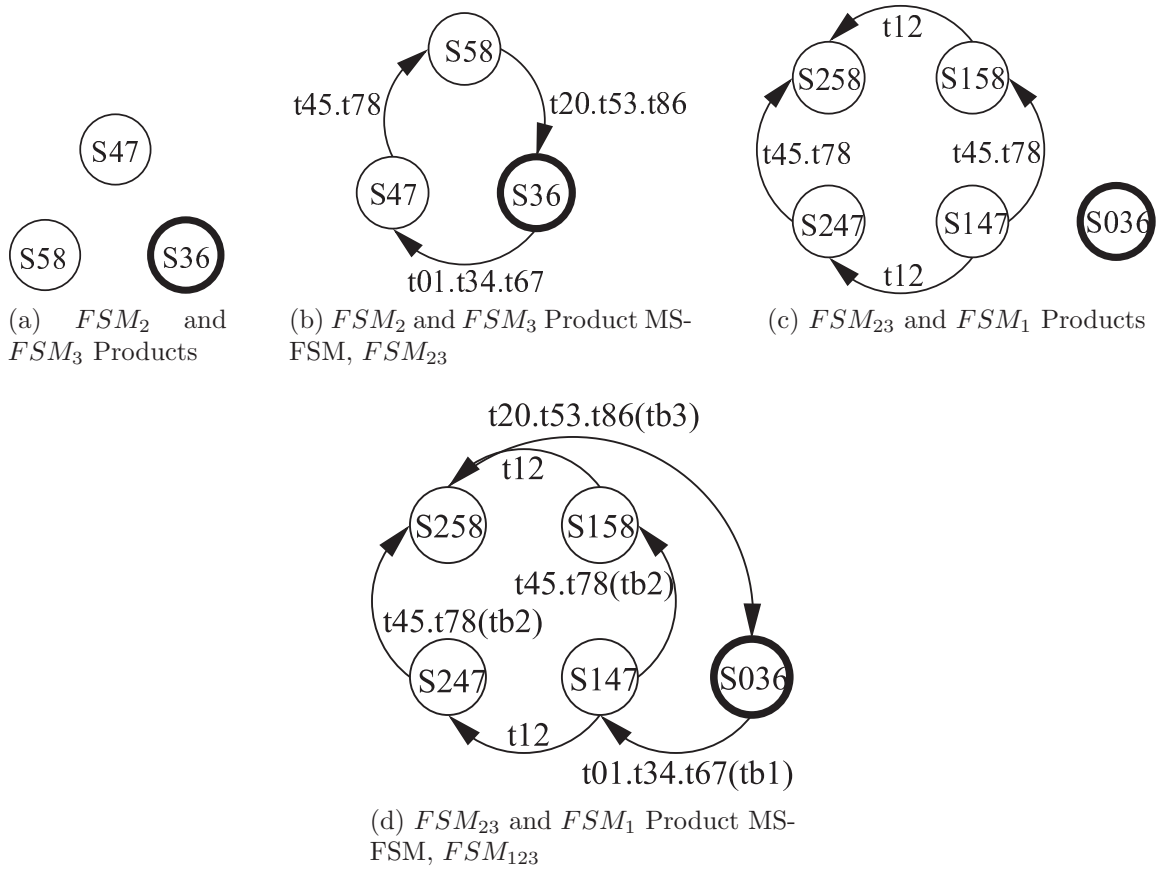 S47
S58
S36
(a) FSM2 and
FSM3 Products
S58
t45.t78
t20.t53.t86
S47
S36
t01.t34.t67
(b) FSM2 and FSM3 Product MS-
FSM, FSM23
t12
S258
S158
t45.t78
t45.t78
S247
S147
S036
t12
(c) FSM23 and FSM1 Products
t20.t53.t86(tb3)
t12
S258
S158
t45.t78(tb2)
t45.t78(tb2)
S247
S147
S036
t12
t01.t34.t67(tb1)
(d) FSM23 and FSM1 Product MS-
FSM, FSM123